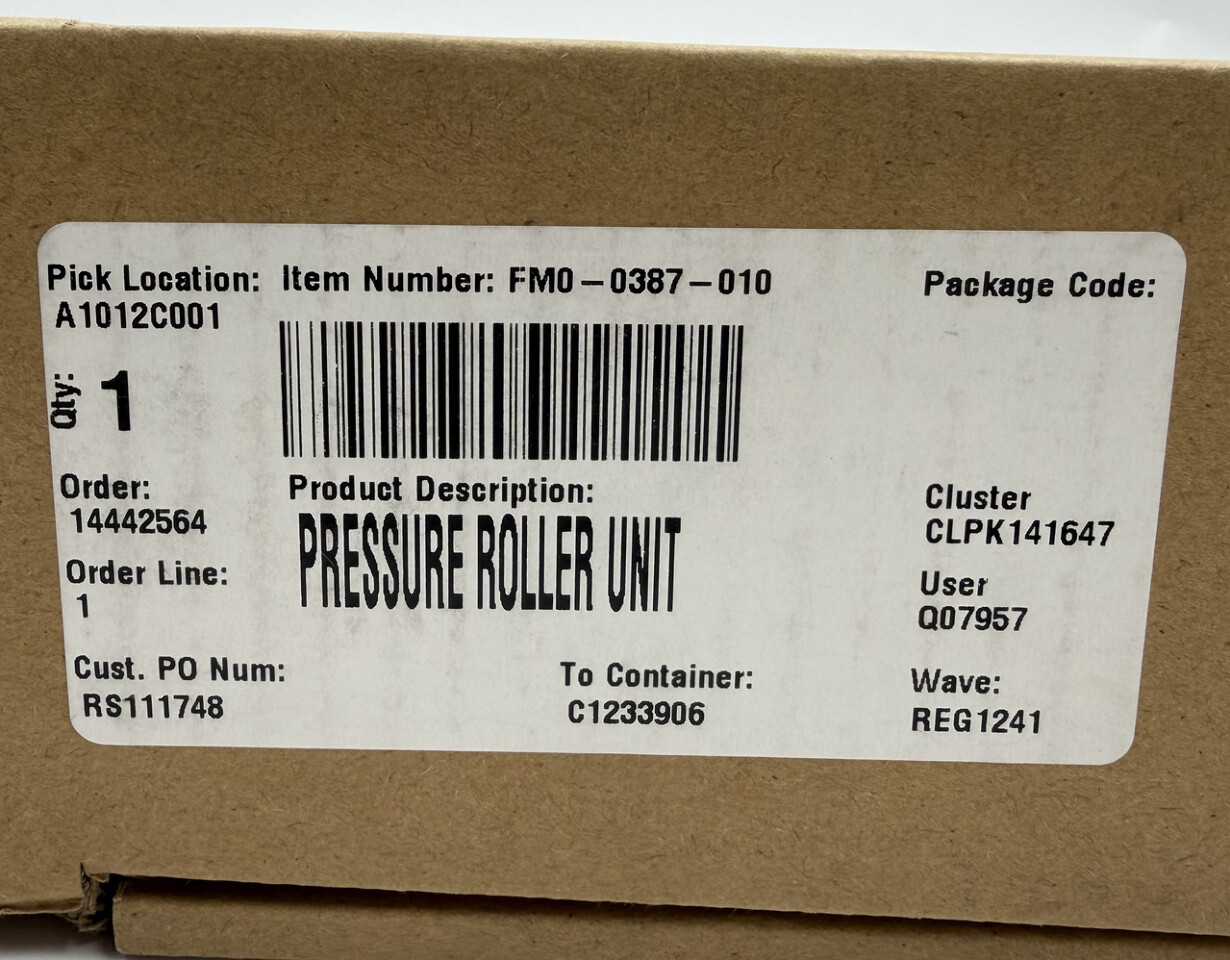 Pick Location: Item Number: FM0-0387-010 Package Code:
A1012C001
Qty: 1
Order: Product Description: Cluster
14442564 PRESSURE ROLLER UNIT CLPK141647
Order Line: User
1 Q07957
Cust. PO Num: To Container: Wave:
RS111748 C1233906 REG1241